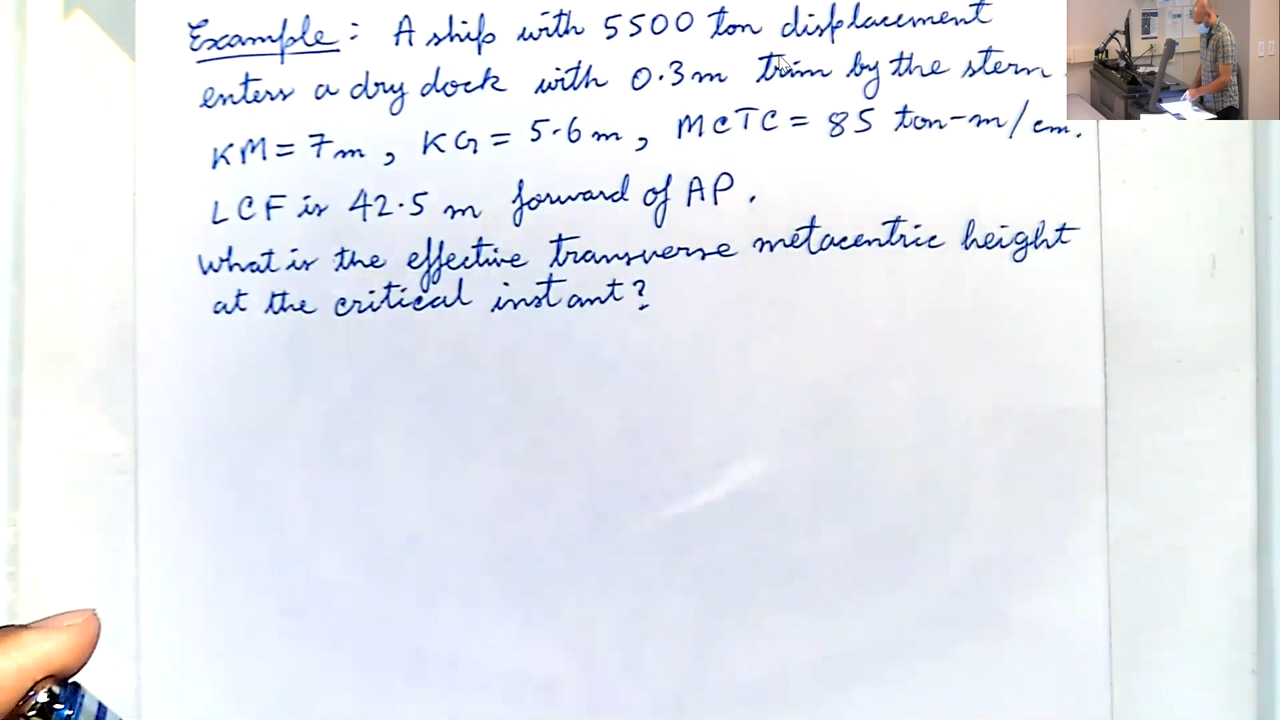 Example: A ship with 5500 ton displacement
enters a dry dock with 0.3m trim by the stern.
KM = 7m, KG = 5.6m, MCTC = 85 ton-m/cm.
LCF is 42.5 m forward of AP.
What is the effective transverse metacentric height
at the critical instant?